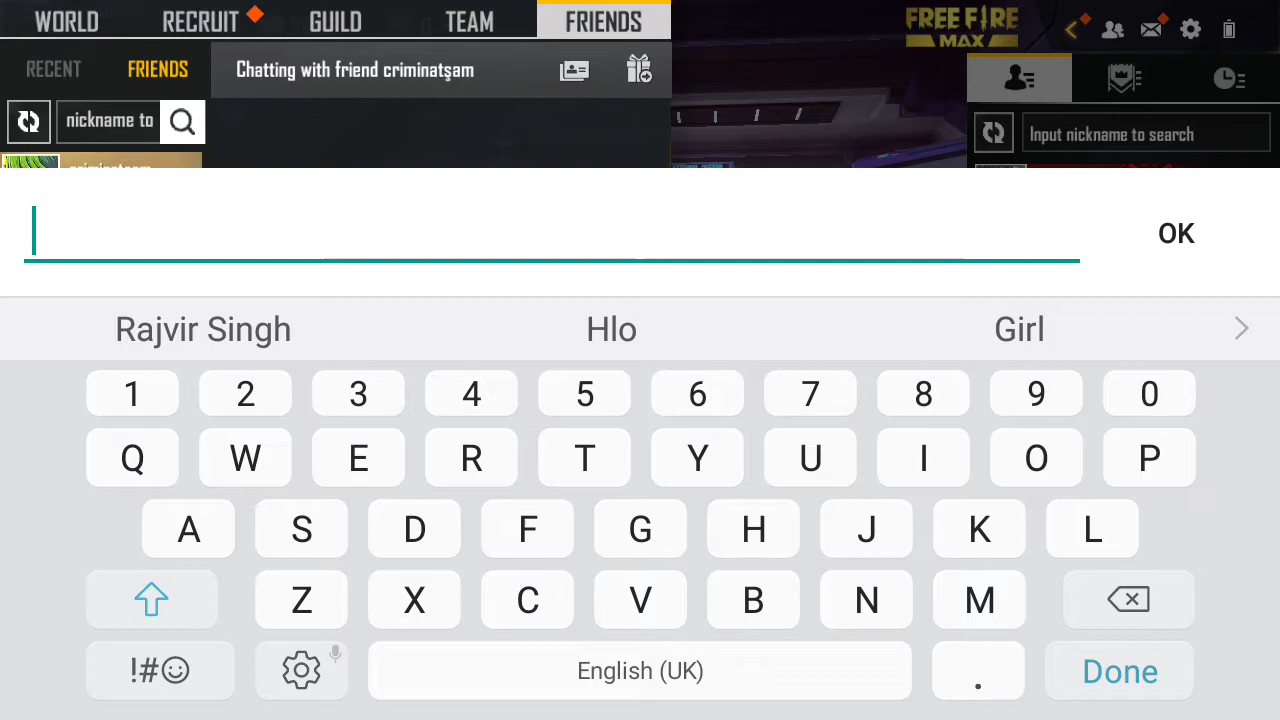 WORLD RECRUIT GUILD TEAM FRIENDS
RECENT FRIENDS
Chatting with friend criminatşam
nickname to
FREE FIRE
MAX
Input nickname to search
OK
Rajvir Singh Hlo Girl
1 2 3 4 5 6 7 8 9 0
Q W E R T Y U I O P
A S D F G H J K L
Z X C V B N M
!#☺ English (UK) . Done